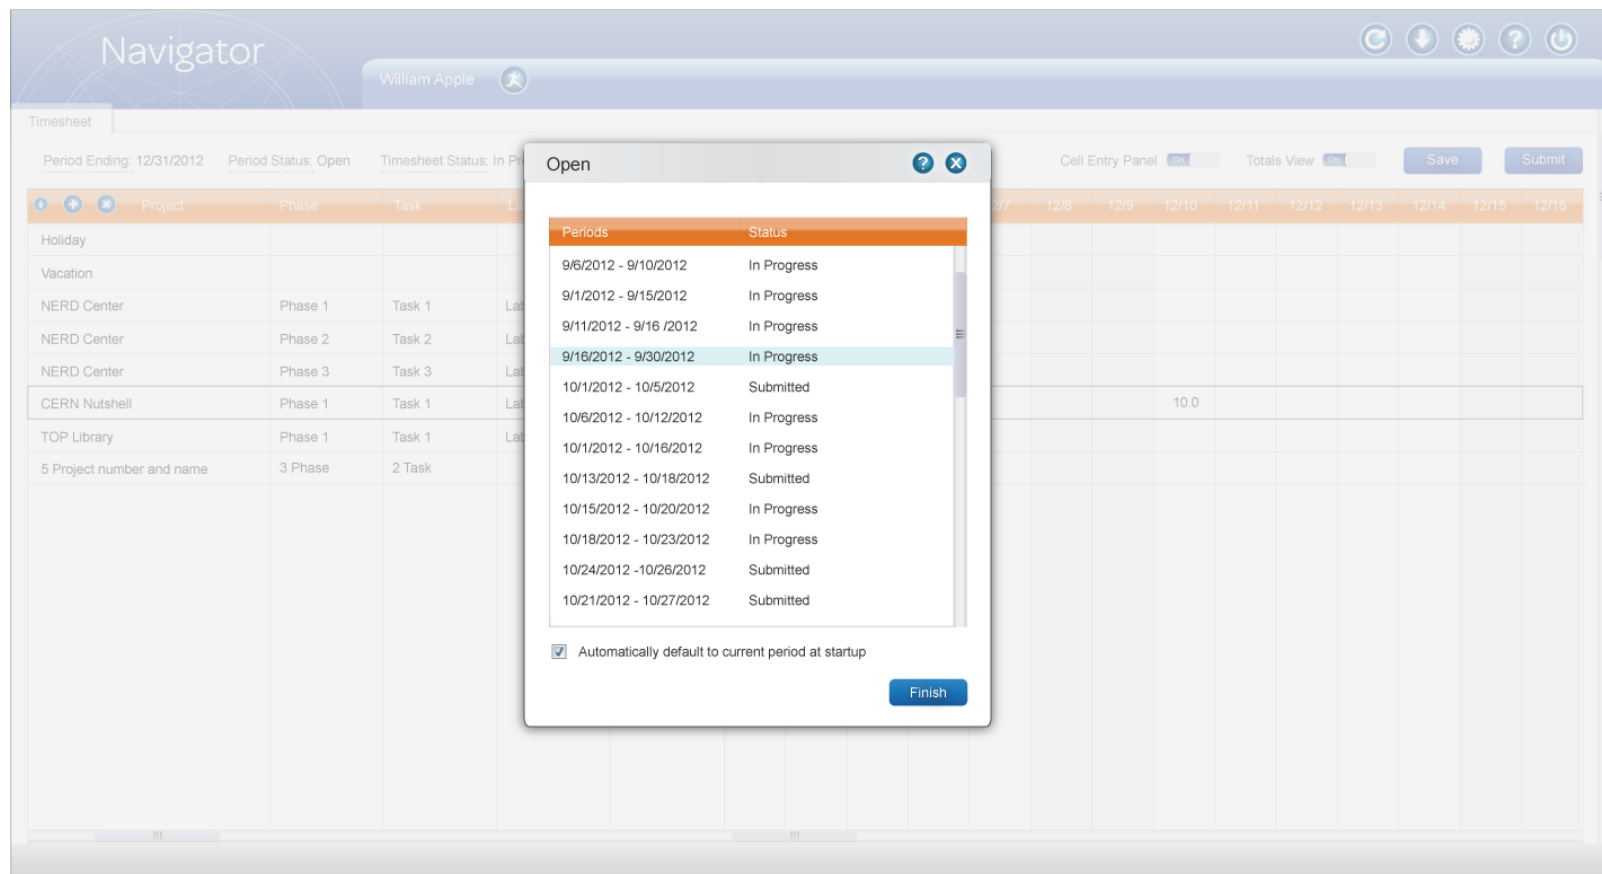 Navigator
William Apple
Timesheet
Period Ending: 12/31/2012 Period Status: Open Timesheet Status: In Cell Entry Panel On Totals View On Save Submit
Open
Project Phase Task 12/8 12/9 12/10 12/11 12/12 12/13 12/14 12/15 12/16
Periods Status
Holiday
Vacation
NERD Center Phase 1 Task 1
NERD Center Phase 2 Task 2
NERD Center Phase 3 Task 3
CERN Nutshell Phase 1 Task 1 10.0
TOP Library Phase 1 Task 1
5 Project number and name 3 Phase 2 Task
9/6/2012 - 9/10/2012 In Progress
9/1/2012 - 9/15/2012 In Progress
9/11/2012 - 9/16 /2012 In Progress
9/16/2012 - 9/30/2012 In Progress
10/1/2012 - 10/5/2012 Submitted
10/6/2012 - 10/12/2012 In Progress
10/1/2012 - 10/16/2012 In Progress
10/13/2012 - 10/18/2012 Submitted
10/15/2012 - 10/20/2012 In Progress
10/18/2012 - 10/23/2012 In Progress
10/24/2012 -10/26/2012 Submitted
10/21/2012 - 10/27/2012 Submitted
Automatically default to current period at startup
Finish